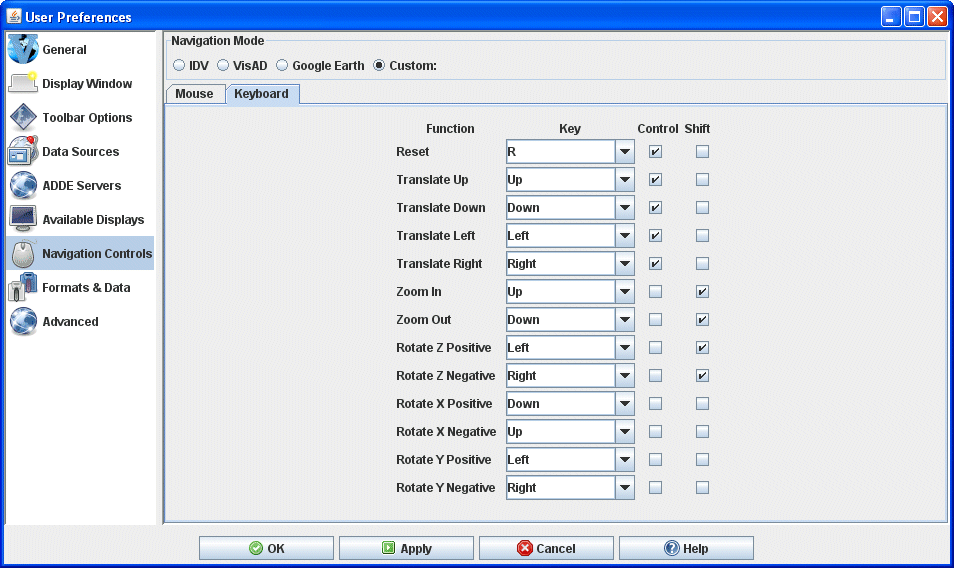 User Preferences
General
Display Window
Toolbar Options
Data Sources
ADDE Servers
Available Displays
Navigation Controls
Formats & Data
Advanced
Navigation Mode
IDV VisAD Google Earth Custom:
Mouse Keyboard
Function Key Control Shift
Reset R
Translate Up Up
Translate Down Down
Translate Left Left
Translate Right Right
Zoom In Up
Zoom Out Down
Rotate Z Positive Left
Rotate Z Negative Right
Rotate X Positive Down
Rotate X Negative Up
Rotate Y Positive Left
Rotate Y Negative Right
OK Apply Cancel Help